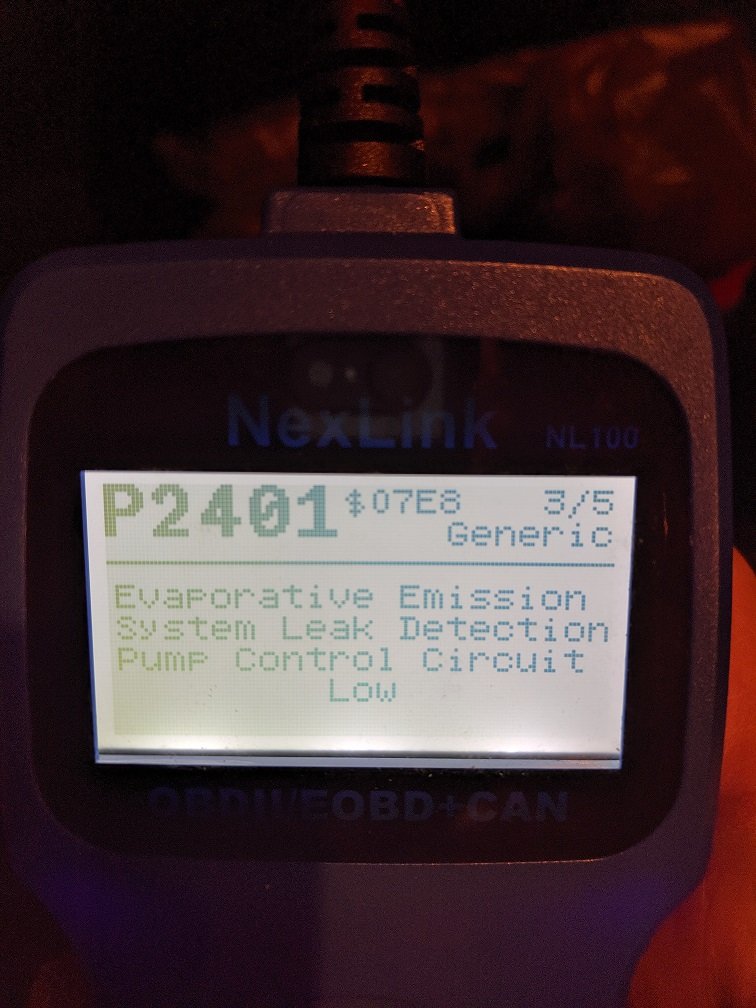 NexLink NL100
P2401 $07E8 3/5
Generic
Evaporative Emission
System Leak Detection
Pump Control Circuit
Low
OBDII/EOBD+CAN